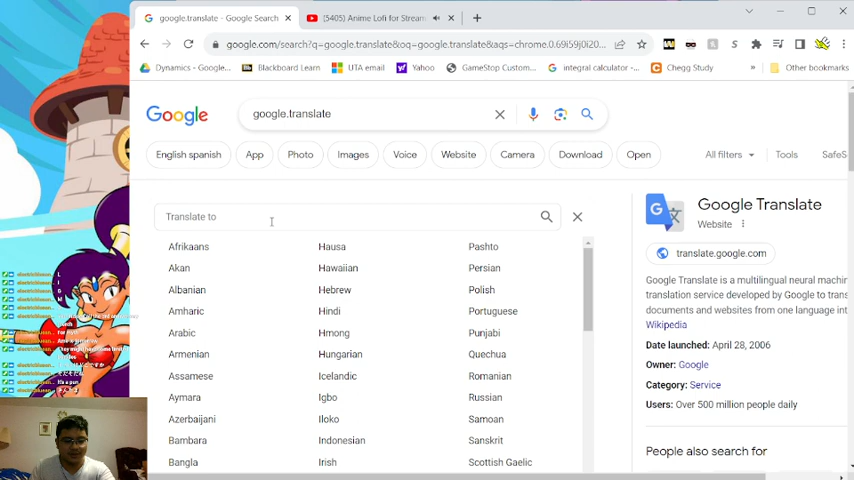 google.translate - Google Search
(5405) Anime Lofi for Stream
google.com/search?q=google.translate&oq=google.translate&aqs=chrome.0.69i59j0i20...
Dynamics - Google...
Blackboard Learn
UTA email
Yahoo
GameStop Custom...
integral calculator -...
Chegg Study
Other bookmarks
Google
google.translate
English spanish
App
Photo
Images
Voice
Website
Camera
Download
Open
All filters
Tools
SafeS
Translate to
Afrikaans Hausa Pashto
Akan Hawaiian Persian
Albanian Hebrew Polish
Amharic Hindi Portuguese
Arabic Hmong Punjabi
Armenian Hungarian Quechua
Assamese Icelandic Romanian
Aymara Igbo Russian
Azerbaijani Iloko Samoan
Bambara Indonesian Sanskrit
Bangla Irish Scottish Gaelic
Google Translate
Website
translate.google.com
Google Translate is a multilingual neural machin
translation service developed by Google to trans
documents and websites from one language int
Wikipedia
Date launched: April 28, 2006
Owner: Google
Category: Service
Users: Over 500 million people daily
People also search for
It's a pun